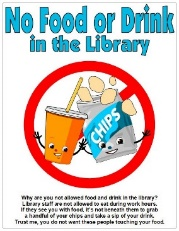 No Food or Drink
in the Library
CHIPS
Why are you not allowed food and drink in the library?
Library staff are not allowed to eat during work hours.
If they see you with food, it's not beneath them to grab
a handful of your chips and take a sip of your drink.
Trust me, you do not want these people touching your food.